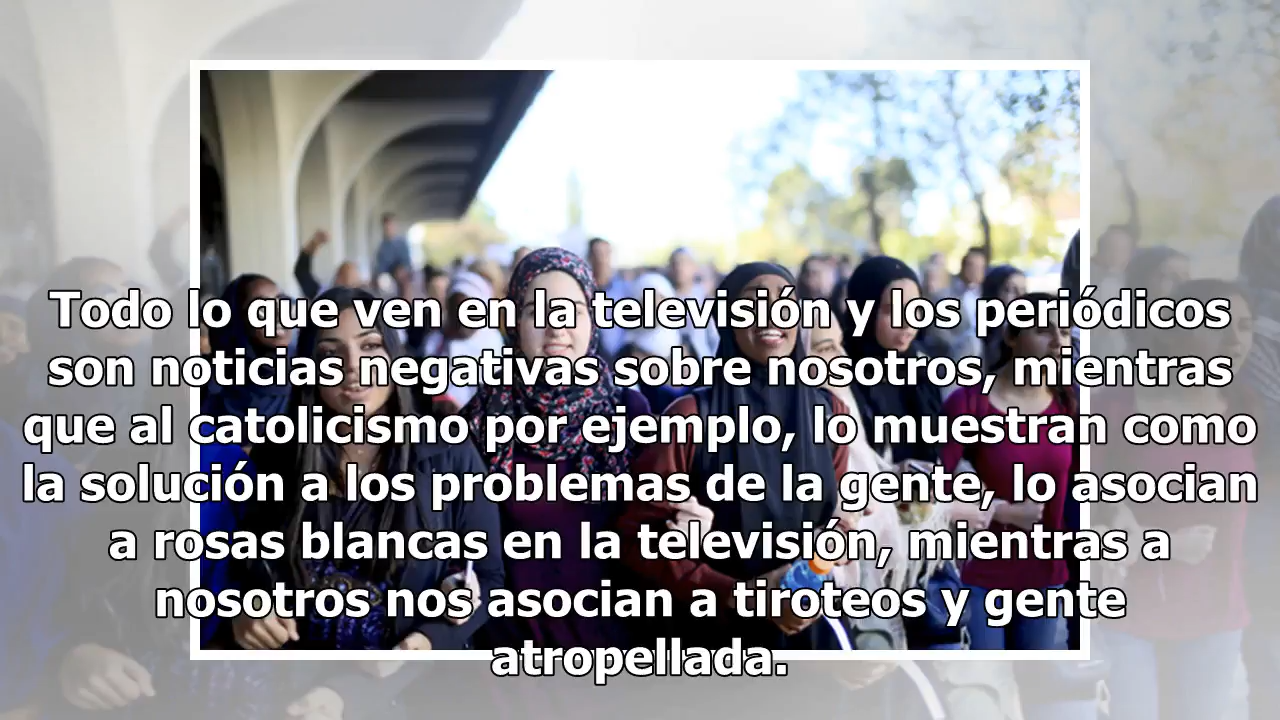 Todo lo que ven en la televisión y los periódicos
son noticias negativas sobre nosotros, mientras
que al catolicismo por ejemplo, lo muestran como
la solución a los problemas de la gente, lo asocian
a rosas blancas en la televisión, mientras a
nosotros nos asocian a tiroteos y gente
atropellada.